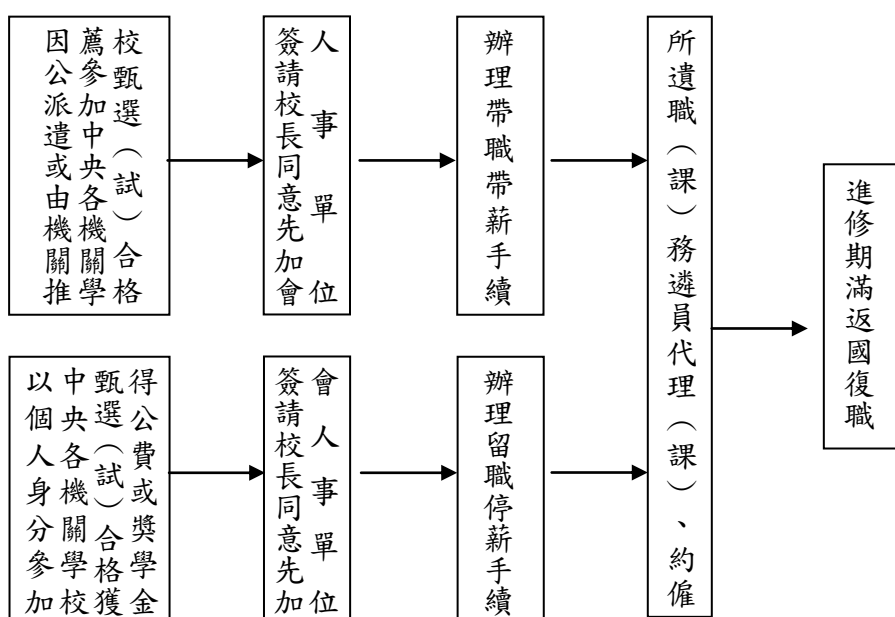 因公派遣或由機關推
薦參加中央各機關學
校甄選（試）合格
簽請校長同意先加會
人事單位
辦理帶職帶薪手續
以個人身分參加
中央各機關學校
甄選（試）合格獲
得公費或獎學金
簽請校長同意先加
會人事單位
辦理留職停薪手續
所遺職（課）務遴員代理（課）、約僱
進修期滿返國復職